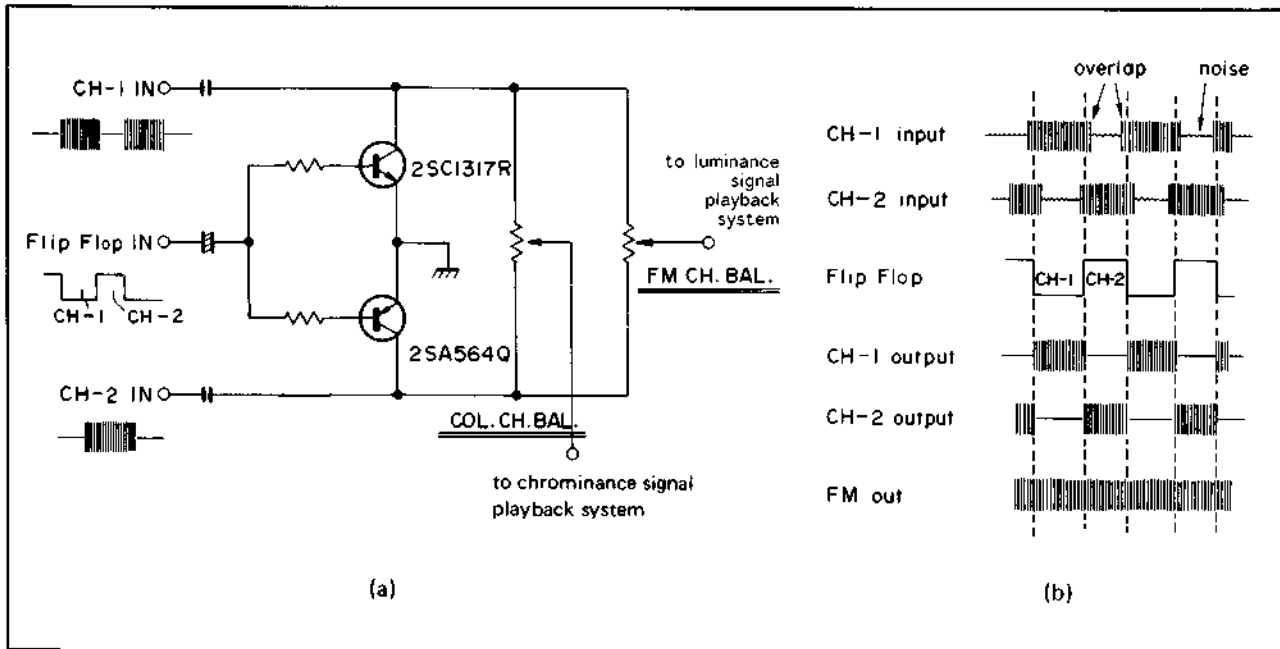 CH-1 IN
2SC1317R
to luminance
signal
playback
system
Flip Flop IN
FM CH. BAL.
CH-1
CH-2
2SA564Q
CH-2 IN
COL. CH. BAL.
to chrominance signal
playback system
(a)
overlap
noise
CH-1 input
CH-2 input
Flip Flop
CH-1
CH-2
CH-1 output
CH-2 output
FM out
(b)